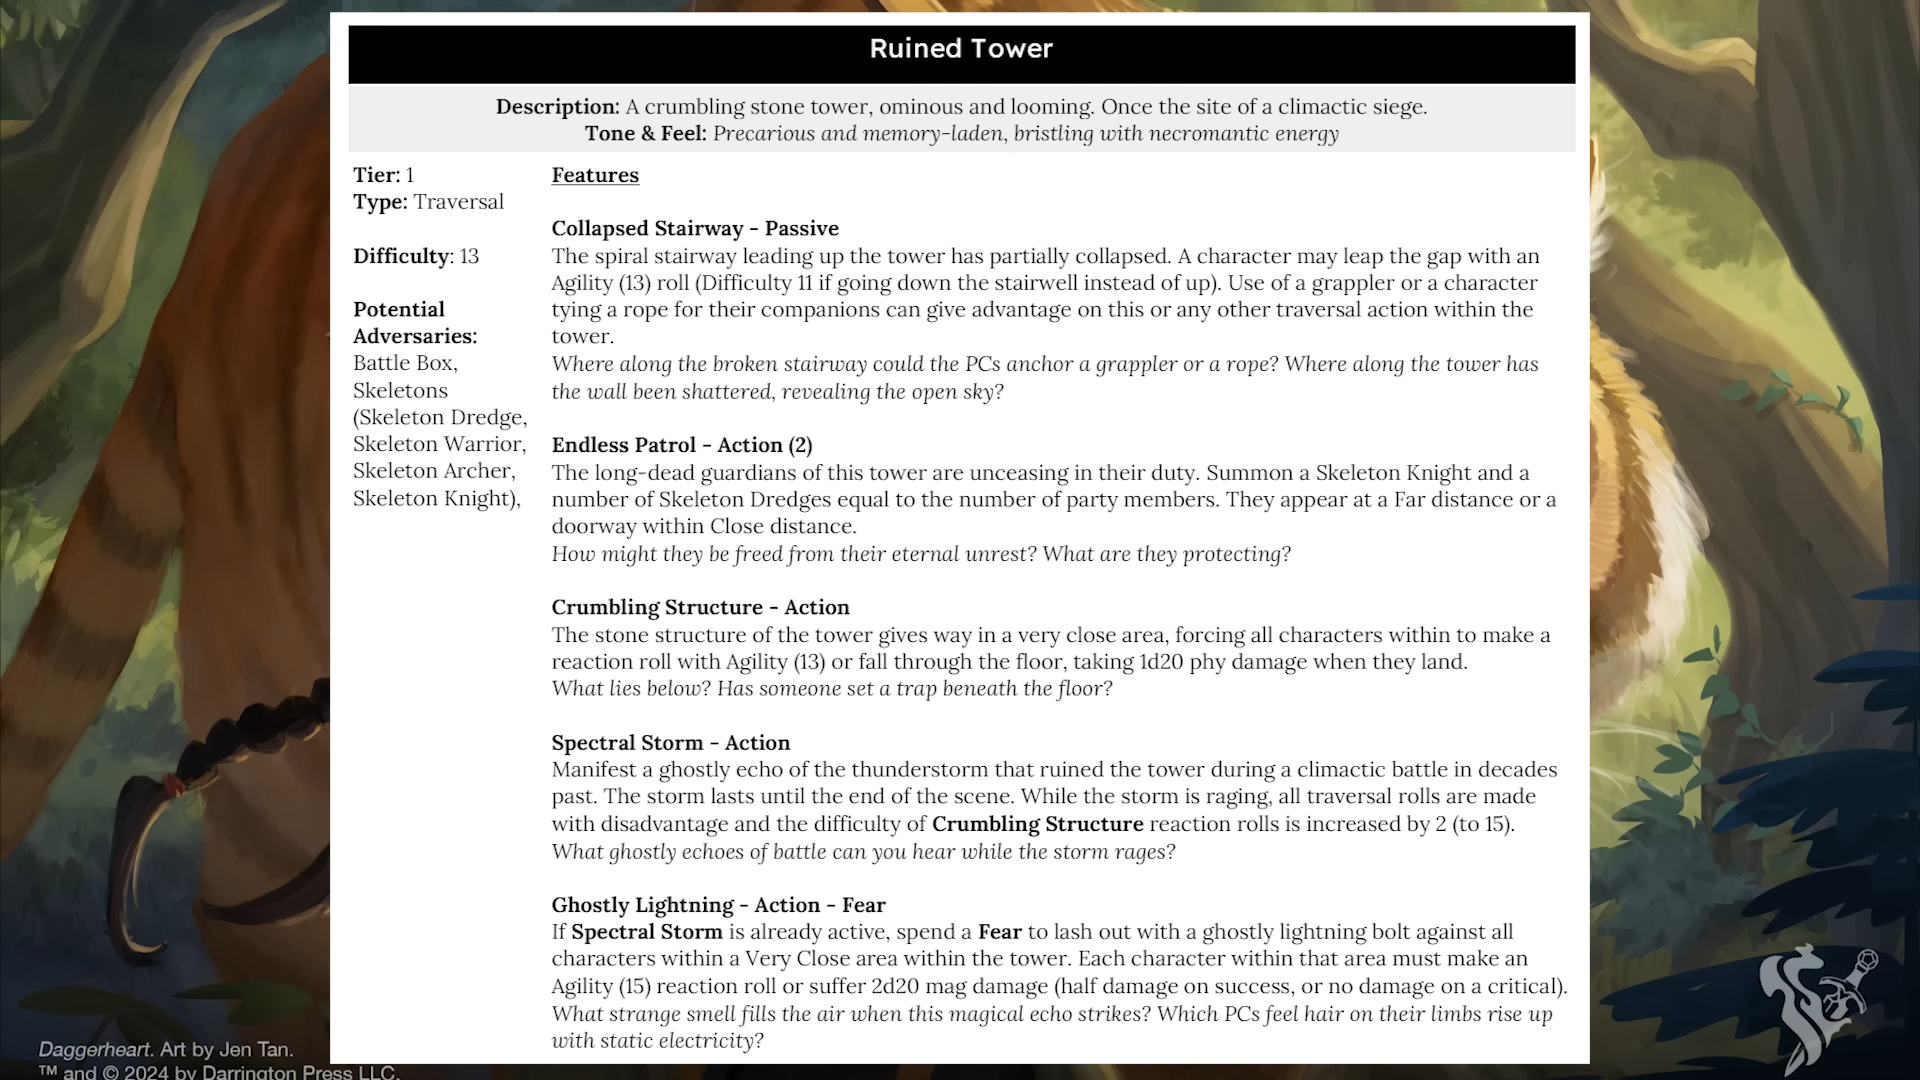 Ruined Tower
Description: A crumbling stone tower, ominous and looming. Once the site of a climactic siege.
Tone & Feel: Precarious and memory-laden, bristling with necromantic energy
Tier: 1
Type: Traversal
Difficulty: 13
Potential
Adversaries:
Battle Box,
Skeletons
(Skeleton Dredge,
Skeleton Warrior,
Skeleton Archer,
Skeleton Knight),
Features
Collapsed Stairway - Passive
The spiral stairway leading up the tower has partially collapsed. A character may leap the gap with an
Agility (13) roll (Difficulty 11 if going down the stairwell instead of up). Use of a grappler or a character
tying a rope for their companions can give advantage on this or any other traversal action within the
tower.
Where along the broken stairway could the PCs anchor a grappler or a rope? Where along the tower has
the wall been shattered, revealing the open sky?
Endless Patrol - Action (2)
The long-dead guardians of this tower are unceasing in their duty. Summon a Skeleton Knight and a
number of Skeleton Dredges equal to the number of party members. They appear at a Far distance or a
doorway within Close distance.
How might they be freed from their eternal unrest? What are they protecting?
Crumbling Structure - Action
The stone structure of the tower gives way in a very close area, forcing all characters within to make a
reaction roll with Agility (13) or fall through the floor, taking 1d20 phy damage when they land.
What lies below? Has someone set a trap beneath the floor?
Spectral Storm - Action
Manifest a ghostly echo of the thunderstorm that ruined the tower during a climactic battle in decades
past. The storm lasts until the end of the scene. While the storm is raging, all traversal rolls are made
with disadvantage and the difficulty of Crumbling Structure reaction rolls is increased by 2 (to 15).
What ghostly echoes of battle can you hear while the storm rages?
Ghostly Lightning - Action - Fear
If Spectral Storm is already active, spend a Fear to lash out with a ghostly lightning bolt against all
characters within a Very Close area within the tower. Each character within that area must make an
Agility (15) reaction roll or suffer 2d20 mag damage (half damage on success, or no damage on a critical).
What strange smell fills the air when this magical echo strikes? Which PCs feel hair on their limbs rise up
with static electricity?
Daggerheart. Art by Jen Tan.
™ and © 2024 by Darrington Press LLC.